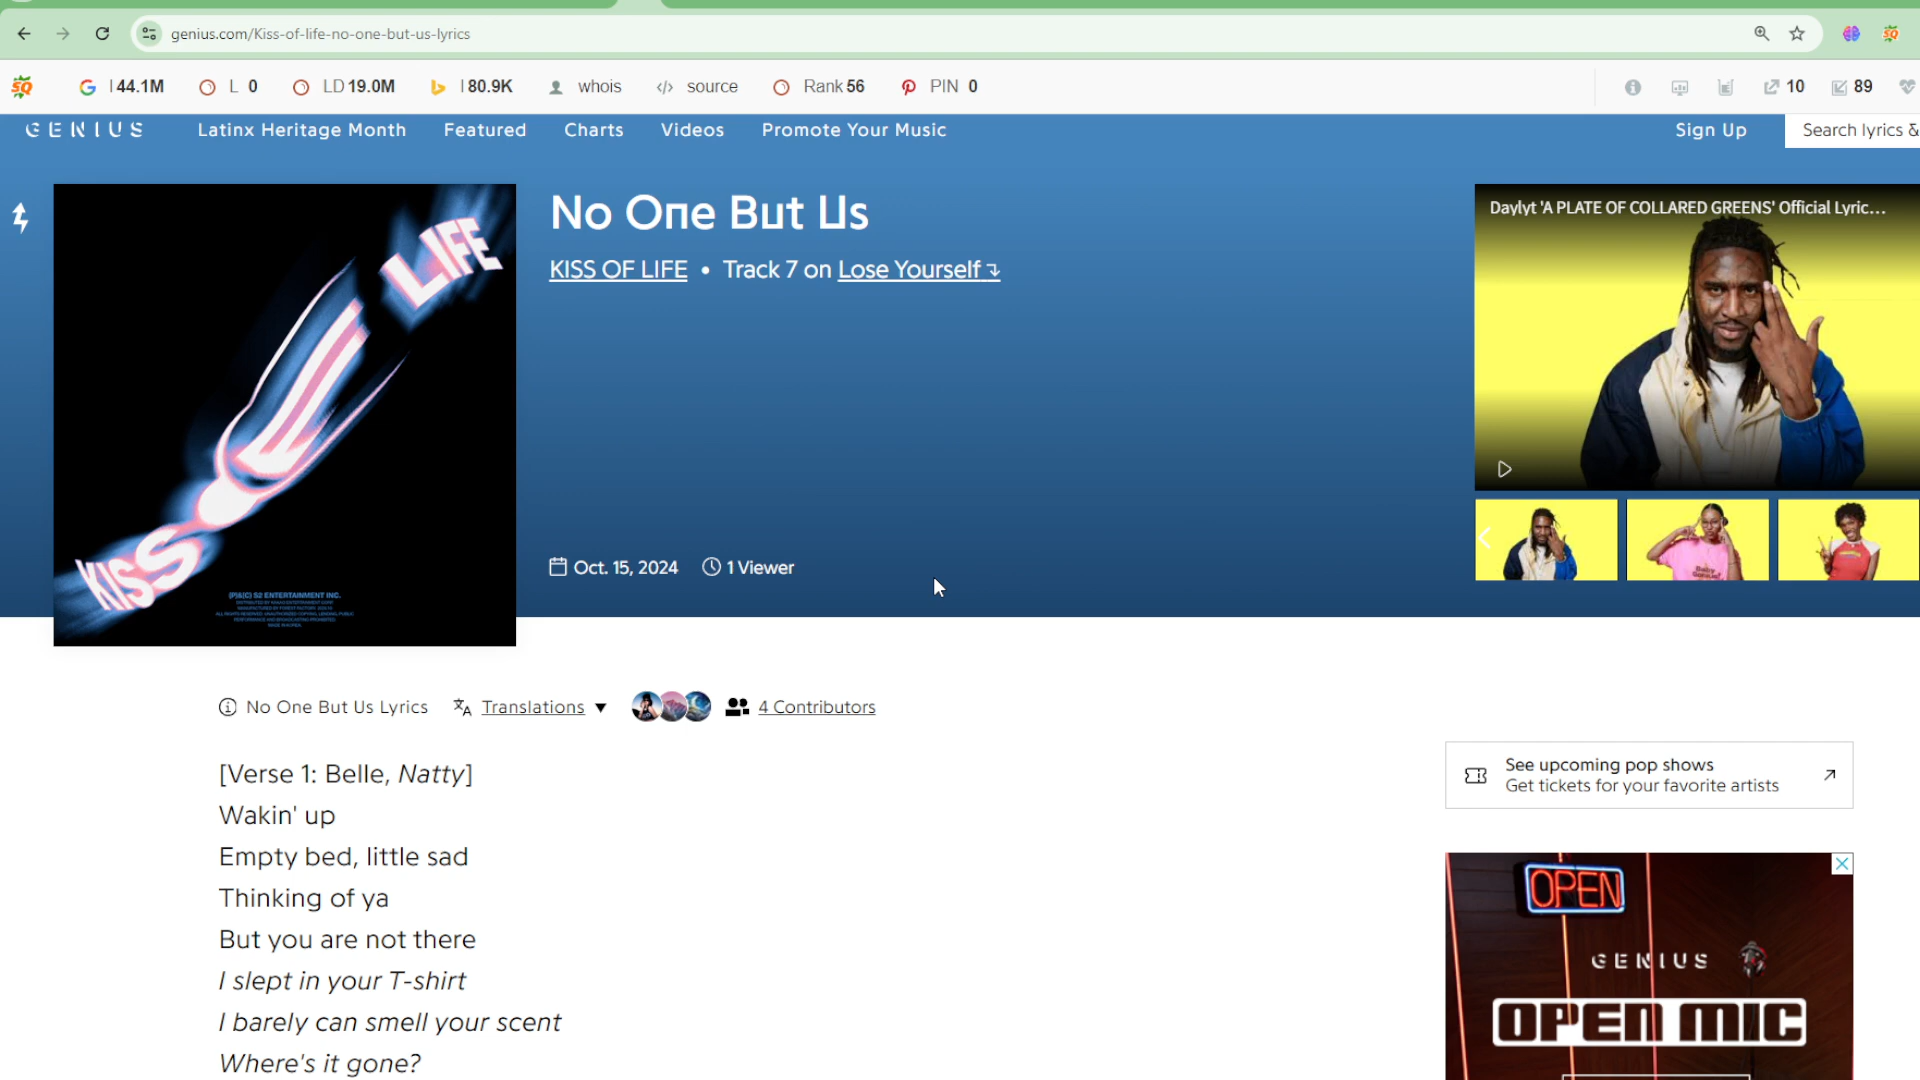 genius.com/Kiss-of-life-no-one-but-us-lyrics
SQ
SQ
I 44.1M
L 0
LD 19.0M
I 80.9K
whois
source
Rank 56
PIN 0
10
89
GENIUS
Latinx Heritage Month
Featured
Charts
Videos
Promote Your Music
Sign Up
Search lyrics &
LIFE
KISS
(P)&(C) S2 ENTERTAINMENT INC.
No One But Us
KISS OF LIFE • Track 7 on Lose Yourself
Oct. 15, 2024
1 Viewer
Daylyt 'A PLATE OF COLLARED GREENS' Official Lyric…
No One But Us Lyrics
Translations
4 Contributors
[Verse 1: Belle, Natty]
Wakin' up
Empty bed, little sad
Thinking of ya
But you are not there
I slept in your T-shirt
I barely can smell your scent
Where's it gone?
See upcoming pop shows
Get tickets for your favorite artists
OPEN
GENIUS
OPEN MIC